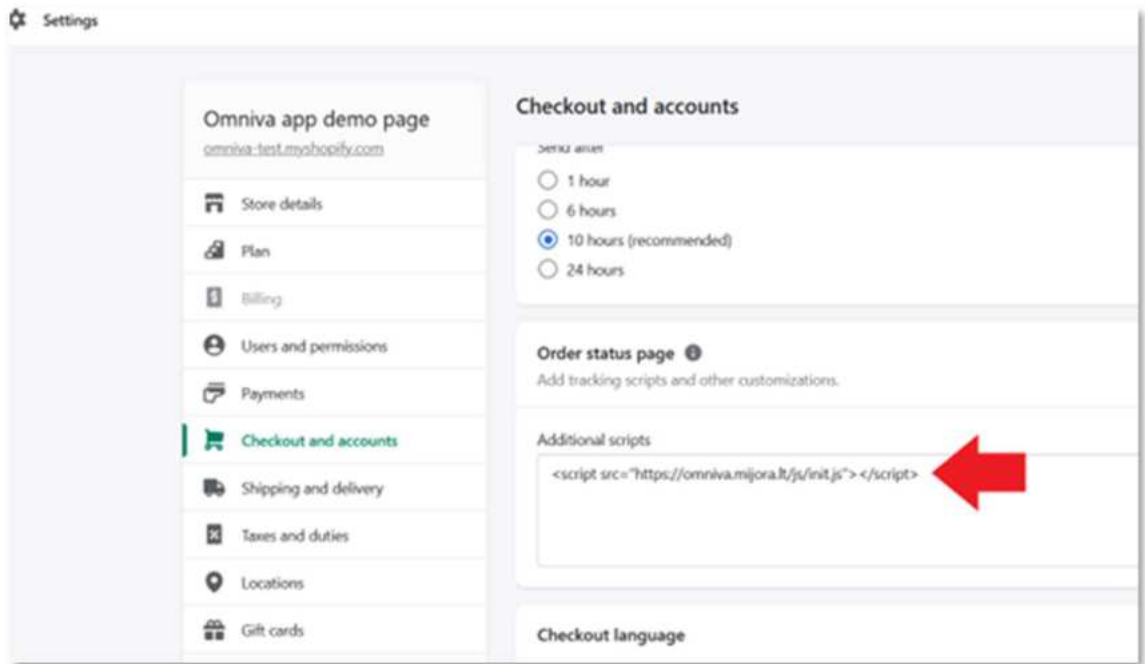 Settings
Omniva app demo page
omniva-test.myshopify.com
Store details
Plan
Billing
Users and permissions
Payments
Checkout and accounts
Shipping and delivery
Taxes and duties
Locations
Gift cards
Checkout and accounts
Send after
1 hour
6 hours
10 hours (recommended)
24 hours
Order status page
Add tracking scripts and other customizations.
Additional scripts
<script src="https://omniva.mijora.lt/js/init.js"></script>
Checkout language